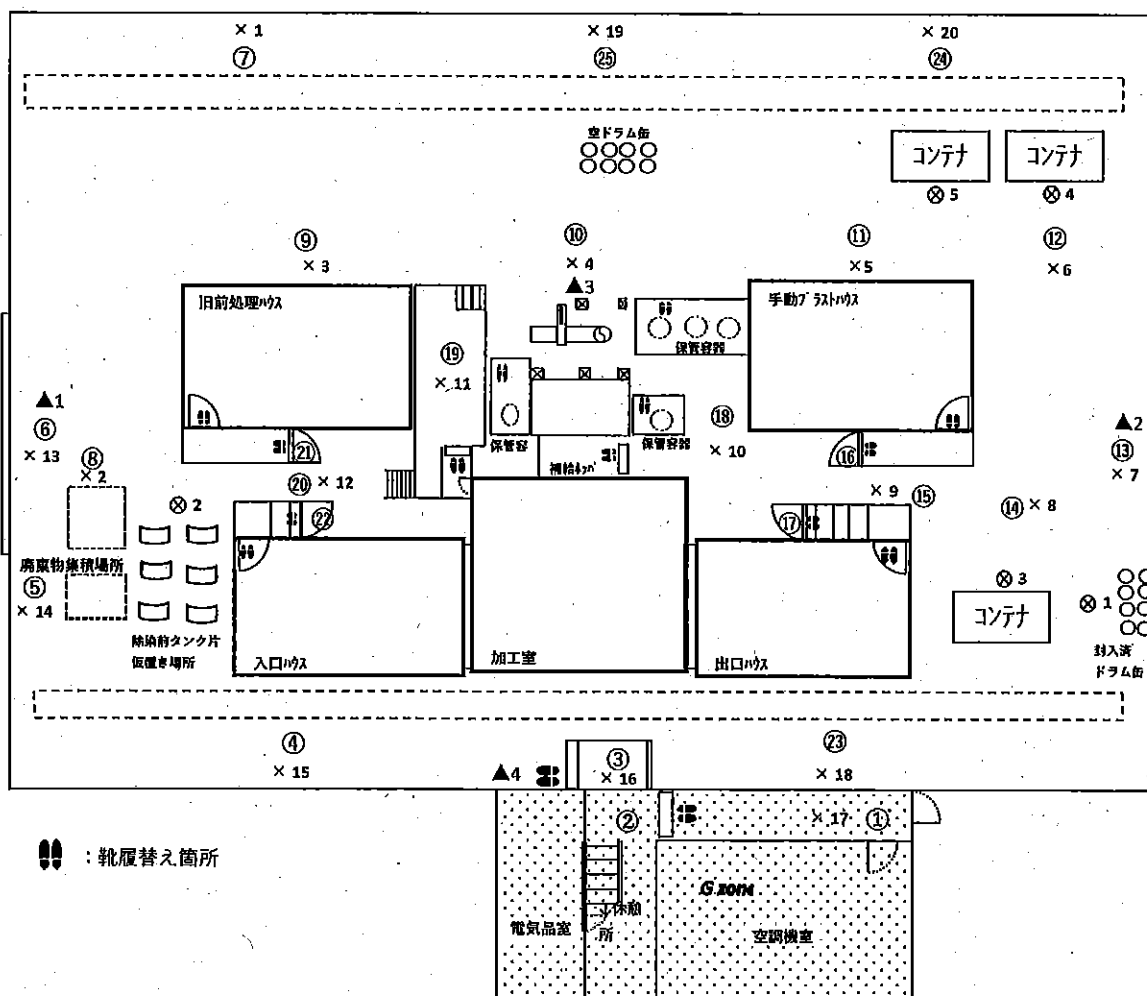 × 1
× 19
× 20
⑦
㉕
㉔
空ドラム缶
コンテナ
コンテナ
⊗ 5
⊗ 4
⑨
⑩
⑪
⑫
× 3
× 4
× 5
× 6
▲3
旧前処理ハウス
手動ブラストハウス
保管容器
⑲
× 11
▲1
⑥
× 13
⑧
× 2
⊗ 2
⑱
× 10
保管容
保管容器
▲2
⑬
× 7
㉑
⑯
⑳
× 12
× 9
⑮
⑭
× 8
㉒
⑰
廃棄物集積場所
⑤
× 14
⊗ 3
⊗ 1
コンテナ
除染前タンク片
仮置き場所
入口ハウス
加工室
出口ハウス
封入済
ドラム缶
④
× 15
▲4
③
× 16
㉓
× 18
②
× 17
①
:靴履替え箇所
G zone
休憩
所
電気品室
空調機室